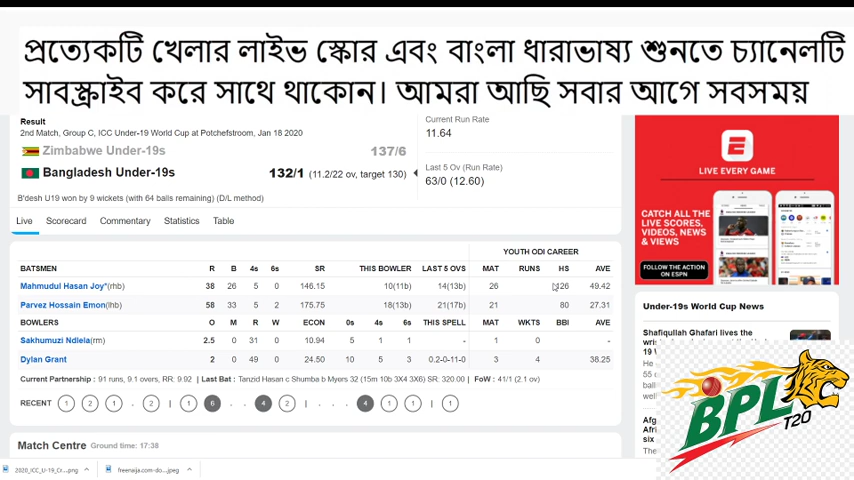 প্রত্যেকটি খেলার লাইভ স্কোর এবং বাংলা ধারাভাষ্য শুনতে চ্যানেলটি
সাবস্ক্রাইব করে সাথে থাকোন। আমরা আছি সবার আগে সবসময়
Result
2nd Match, Group C, ICC Under-19 World Cup at Potchefstroom, Jan 18 2020
Zimbabwe Under-19s 137/6
Bangladesh Under-19s 132/1 (11.2/22 ov, target 130)
B'desh U19 won by 9 wickets (with 64 balls remaining) (D/L method)
Current Run Rate
11.64
Last 5 Ov (Run Rate)
63/0 (12.60)
Live Scorecard Commentary Statistics Table
YOUTH ODI CAREER
BATSMEN R B 4s 6s SR THIS BOWLER LAST 5 OVS MAT RUNS HS AVE
Mahmudul Hasan Joy*(rhb) 38 26 5 0 146.15 10(11b) 14(13b) 26 126 49.42
Parvez Hossain Emon(lhb) 58 33 5 2 175.75 18(13b) 21(17b) 21 80 27.31
BOWLERS O M R W ECON 0s 4s 6s THIS SPELL MAT WKTS BBI AVE
Sakhumuzi Ndlela(rm) 2.5 0 31 0 10.94 5 1 1 - 1 0 - -
Dylan Grant 2 0 49 0 24.50 10 5 3 0.2-0-11-0 3 4 38.25
Current Partnership : 91 runs, 9.1 overs, RR: 9.92 | Last Bat : Tanzid Hasan c Shumba b Myers 32 (15m 10b 3X4 3X6) SR: 320.00 | FoW : 41/1 (2.1 ov)
RECENT 1 2 1 . 2 | 1 6 . . 4 2 | . . . 4 1 1 | 1
Match Centre Ground time: 17:38
E
LIVE EVERY GAME
CATCH ALL THE
LIVE SCORES,
VIDEOS, NEWS
& VIEWS
FOLLOW THE ACTION
ON ESPN
Under-19s World Cup News
Shafiqullah Ghafari lives the
BPL
T20
2020_ICC_U-19_Cr....png freenaija.com-do....jpeg